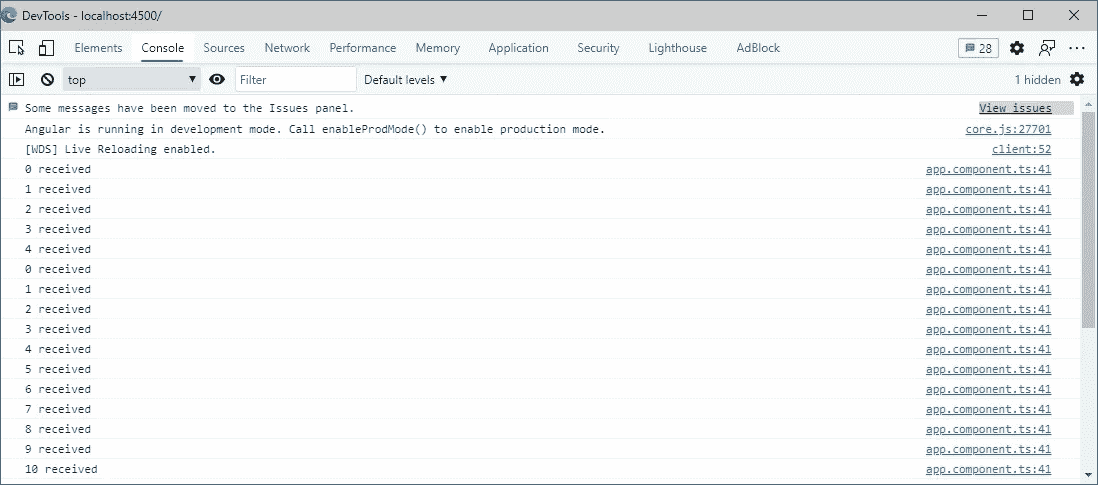 DevTools - localhost:4500/
Elements Console Sources Network Performance Memory Application Security Lighthouse AdBlock 28
top Filter Default levels 1 hidden
Some messages have been moved to the Issues panel. View issues
Angular is running in development mode. Call enableProdMode() to enable production mode. core.js:27701
[WDS] Live Reloading enabled. client:52
0 received app.component.ts:41
1 received app.component.ts:41
2 received app.component.ts:41
3 received app.component.ts:41
4 received app.component.ts:41
0 received app.component.ts:41
1 received app.component.ts:41
2 received app.component.ts:41
3 received app.component.ts:41
4 received app.component.ts:41
5 received app.component.ts:41
6 received app.component.ts:41
7 received app.component.ts:41
8 received app.component.ts:41
9 received app.component.ts:41
10 received app.component.ts:41